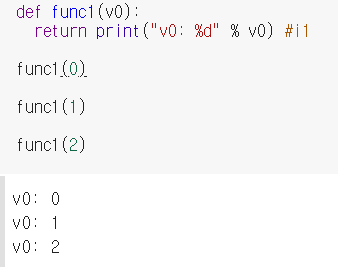 def func1(v0):
  return print("v0: %d" % v0) #i1
func1(0)
func1(1)
func1(2)
v0: 0
v0: 1
v0: 2